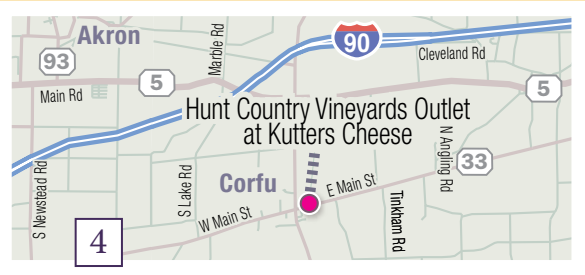 Akron
Marble Rd
90
Cleveland Rd
93
5
5
Main Rd
Hunt Country Vineyards Outlet
at Kutters Cheese
N Angling Rd
33
S Newstead Rd
S Lake Rd
Corfu
E Main St
W Main St
Tinkham Rd
4